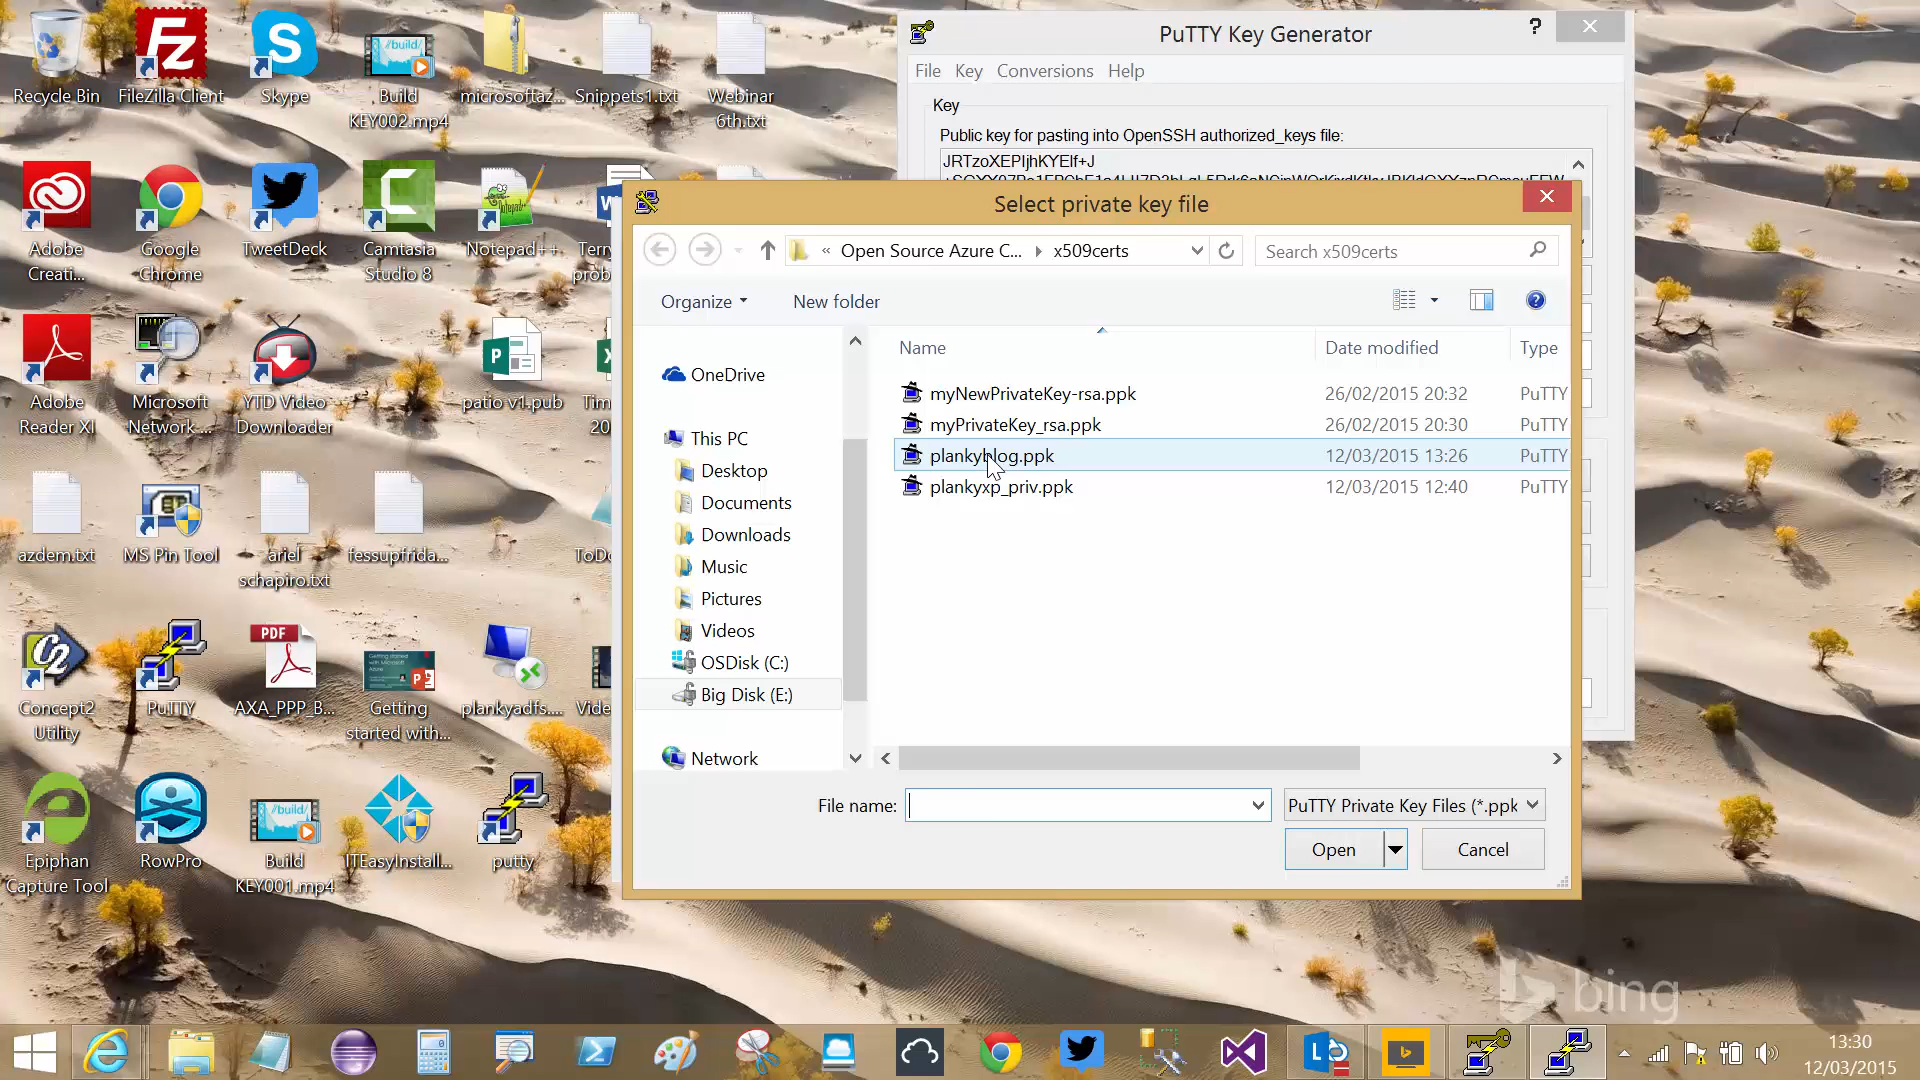 Recycle Bin
FileZilla Client
Skype
Build
KEY002.mp4
microsoftaz...
Snippets1.txt
Webinar
6th.txt
Adobe
Creati...
Google
Chrome
TweetDeck
Camtasia
Studio 8
Notepad++
Terry
prob
Adobe
Reader XI
Microsoft
Network ...
YTD Video
Downloader
patio v1.pub
Tim
20
azdem.txt
MS Pin Tool
ariel
schapiro.txt
fessupfrida...
ToDo
Concept2
Utility
PuTTY
PDF
AXA_PPP_B...
Getting
started with...
plankyadfs....
Vide
Epiphan
Capture Tool
RowPro
//build/
Build
KEY001.mp4
ITEasyInstall...
putty
PuTTY Key Generator
File Key Conversions Help
Key
Public key for pasting into OpenSSH authorized_keys file:
JRTzoXEPIjhKYElf+J
Select private key file
« Open Source Azure C... x509certs
Search x509certs
Organize
New folder
Name
Date modified
Type
OneDrive
This PC
Desktop
Documents
Downloads
Music
Pictures
Videos
OSDisk (C:)
Big Disk (E:)
Network
myNewPrivateKey-rsa.ppk 26/02/2015 20:32 PuTTY
myPrivateKey_rsa.ppk 26/02/2015 20:30 PuTTY
plankyblog.ppk 12/03/2015 13:26 PuTTY
plankyxp_priv.ppk 12/03/2015 12:40 PuTTY
File name:
PuTTY Private Key Files (*.ppk
Open
Cancel
bing
13:30
12/03/2015